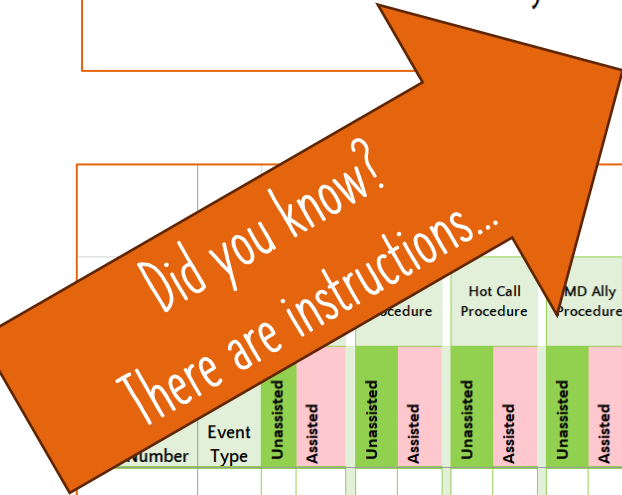 Did you know?
There are instructions...
Hot Call
Procedure
MD Ally
Procedure
Number
Event
Type
Unassisted
Assisted
Unassisted
Assisted
Unassisted
Assisted
Unassisted
Assisted